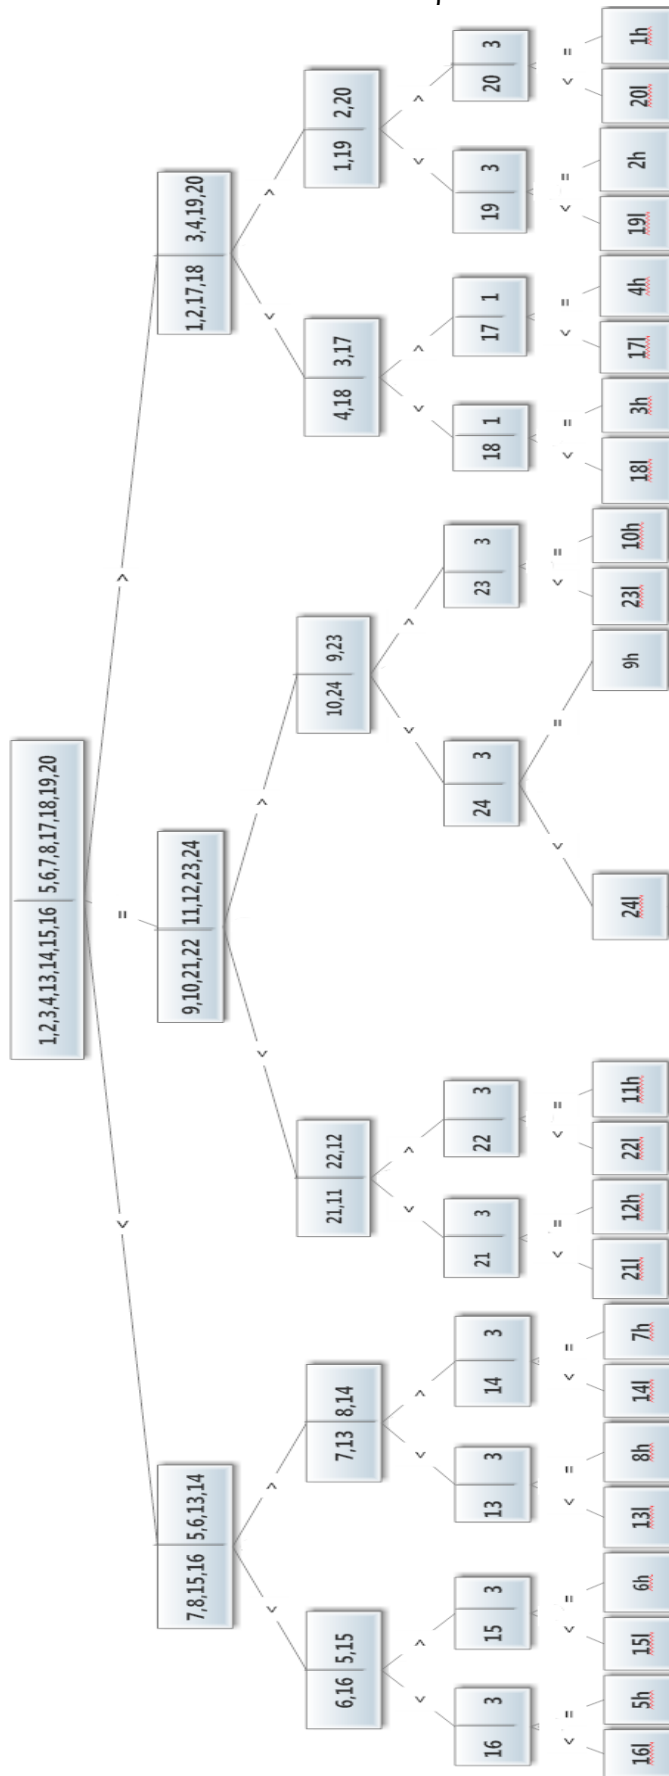 1,2,3,4,13,14,15,16 5,6,7,8,17,18,19,20
< = >
7,8,15,16 5,6,13,14 9,10,21,22 11,12,23,24 1,2,17,18 3,4,19,20
< > < > < >
6,16 5,15 7,13 8,14 21,11 22,12 10,24 9,23 4,18 3,17 1,19 2,20
< > < > < > < > < > < >
16 3 15 3 13 3 14 3 21 3 22 3 24 3 23 3 18 1 17 1 19 3 20 3
< = < = < = < = < = < = < = < = < = < = < = < =
16l 5h 15l 6h 13l 8h 14l 7h 21l 12h 22l 11h 24l 9h 23l 10h 18l 3h 17l 4h 19l 2h 20l 1h